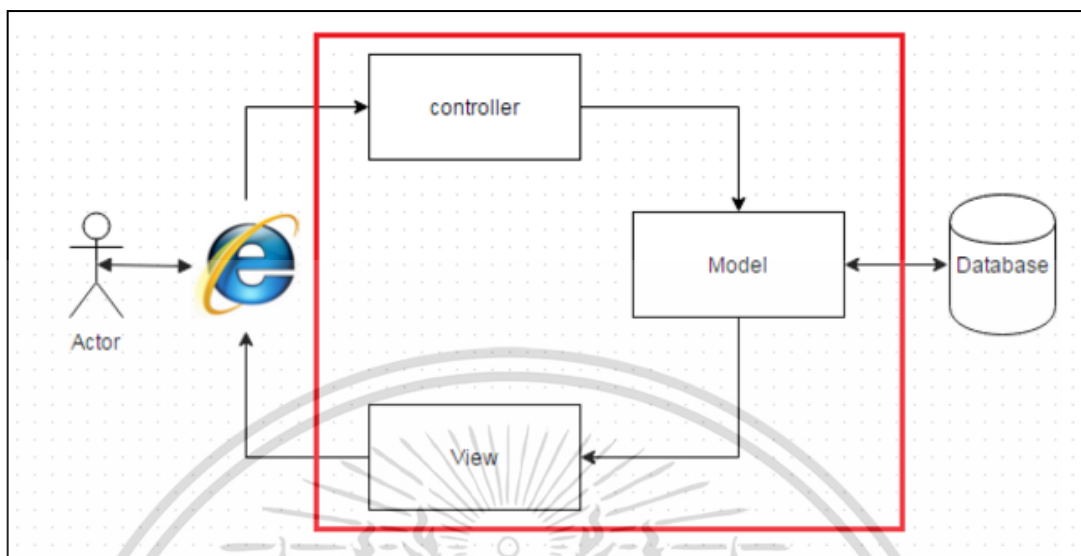 controller
Model
Database
Actor
View